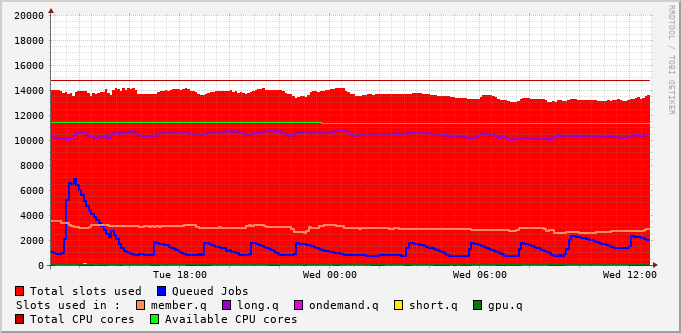 20000
18000
16000
14000
12000
10000
8000
6000
4000
2000
0
Tue 18:00 Wed 00:00 Wed 06:00 Wed 12:00
Total slots used Queued Jobs
Slots used in : member.q long.q ondemand.q short.q gpu.q
Total CPU cores Available CPU cores
RRDTOOL / TOBI OETIKER